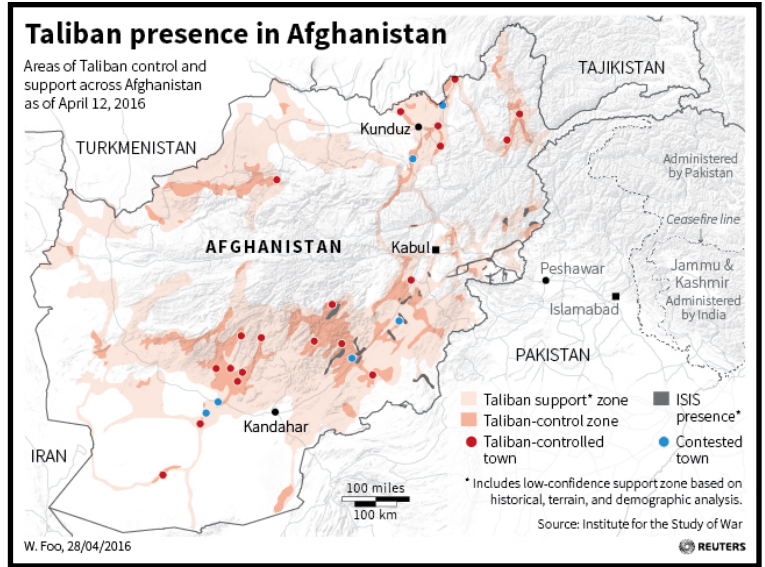 Taliban presence in Afghanistan
Areas of Taliban control and
support across Afghanistan
as of April 12, 2016
TAJIKISTAN
TURKMENISTAN
Kunduz
Administered
by Pakistan
Ceasefire line
AFGHANISTAN
Kabul
Peshawar
Jammu &
Kashmir
Administered
by India
Islamabad
PAKISTAN
Kandahar
IRAN
Taliban support* zone
Taliban-control zone
Taliban-controlled
town
ISIS
presence*
Contested
town
* Includes low-confidence support zone based on
historical, terrain, and demographic analysis.
100 miles
100 km
Source: Institute for the Study of War
W. Foo, 28/04/2016
REUTERS